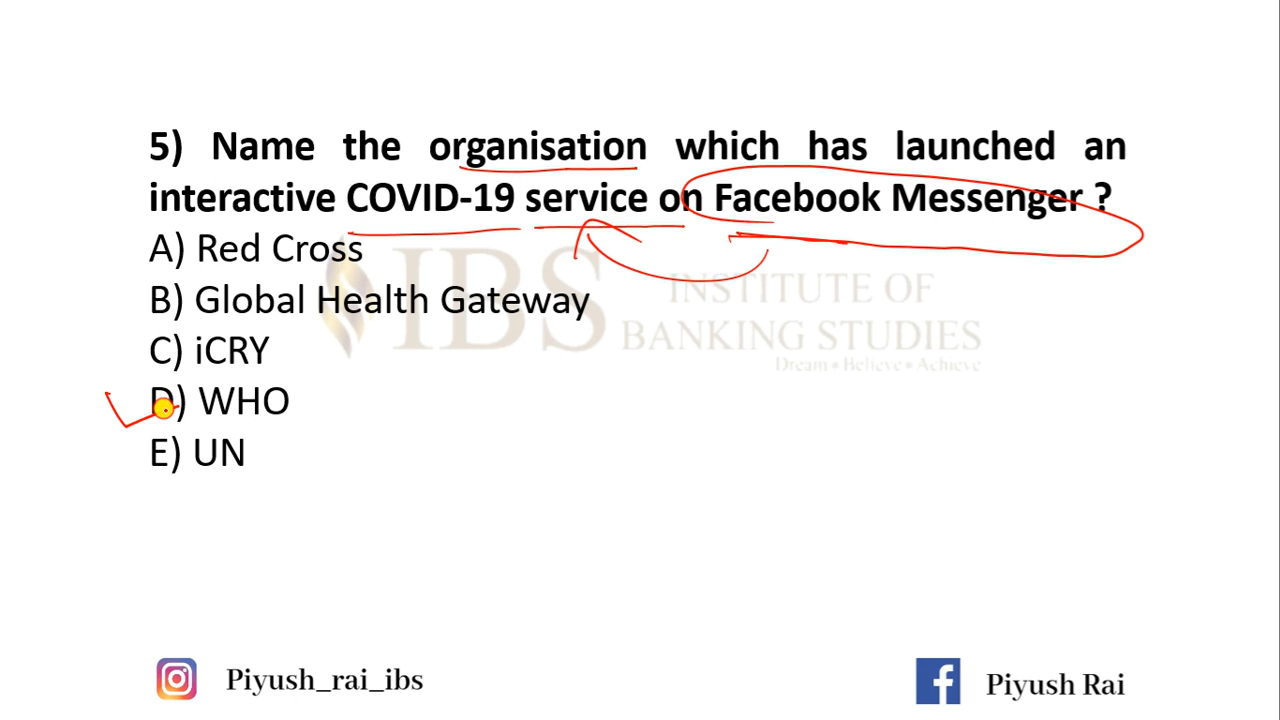 5) Name the organisation which has launched an
interactive COVID-19 service on Facebook Messenger ?
A) Red Cross
B) Global Health Gateway
C) iCRY
D) WHO
E) UN
IBS INSTITUTE OF
BANKING STUDIES
Dream • Believe • Achieve
Piyush_rai_ibs
Piyush Rai